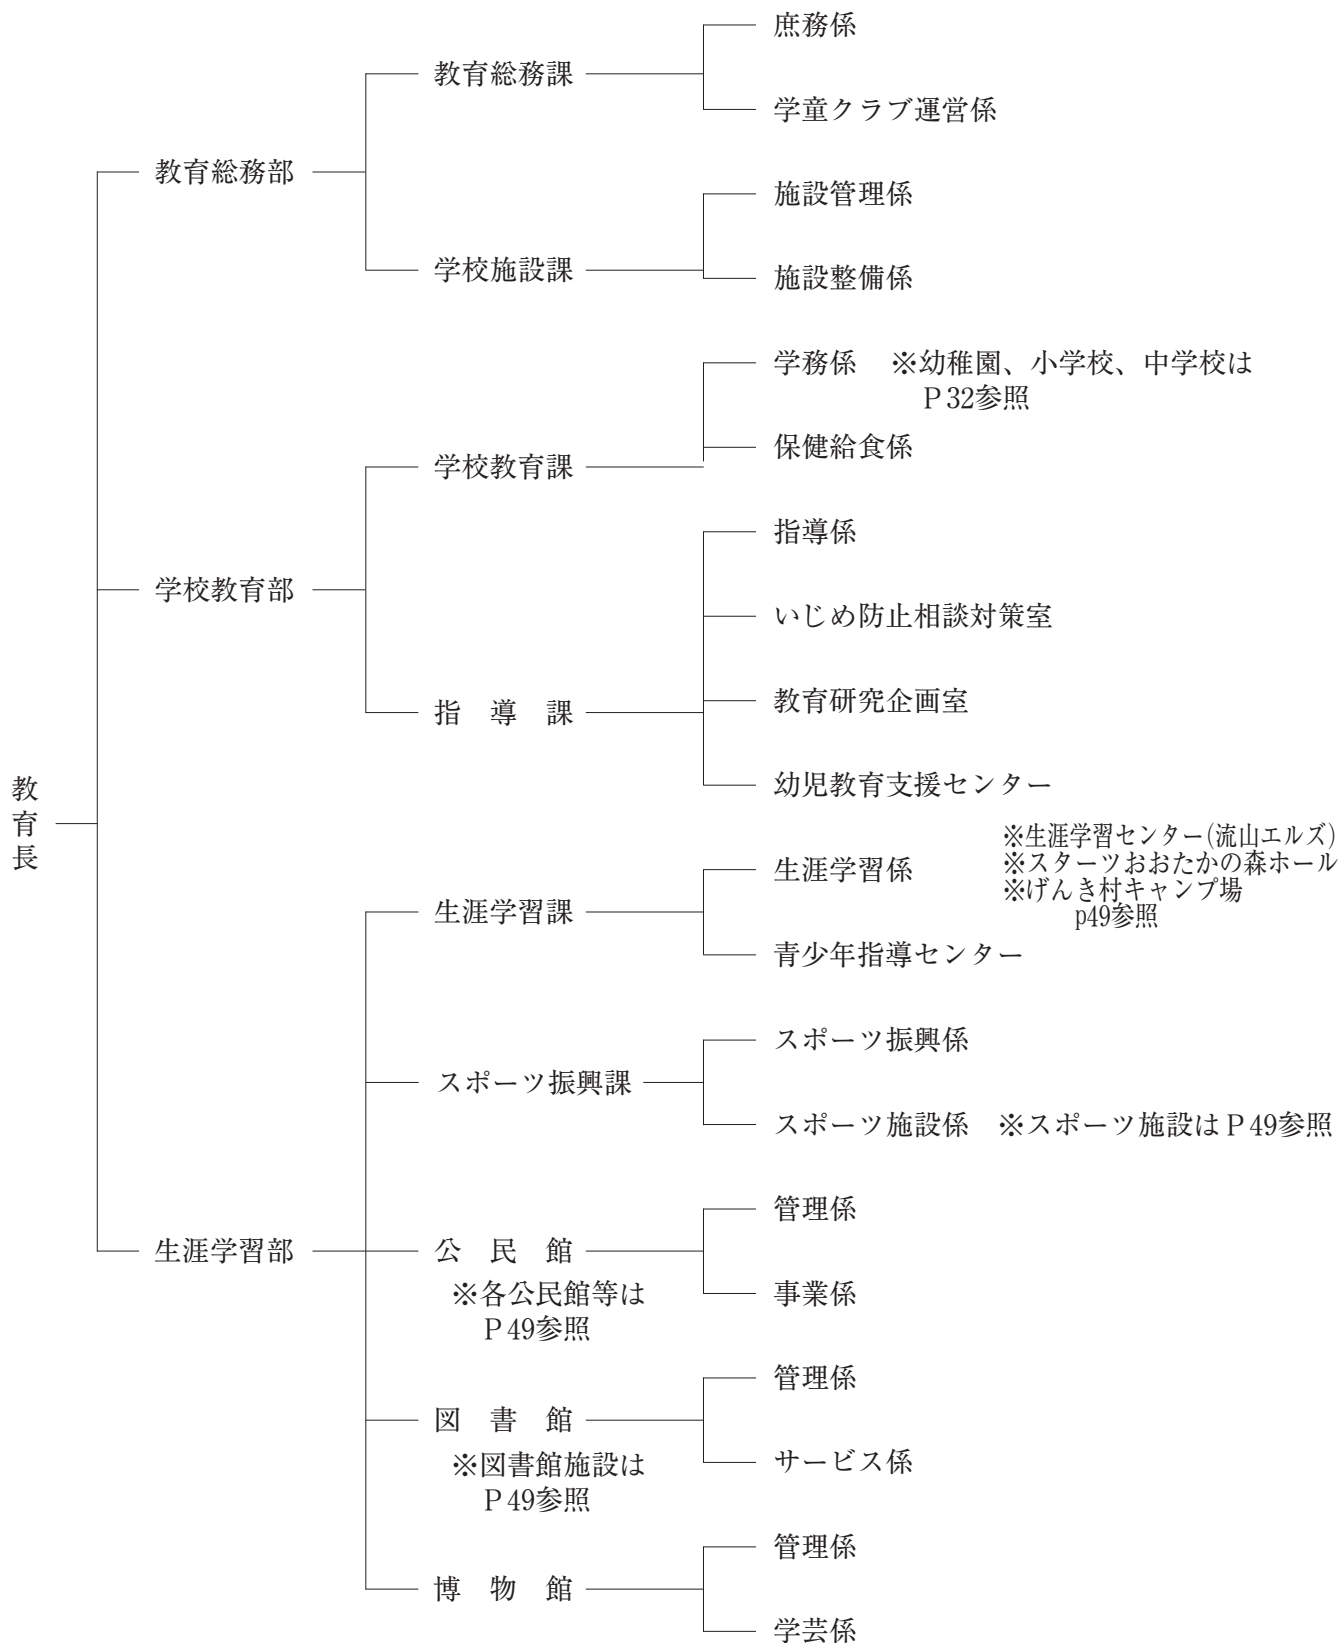 教育長
教育総務部
教育総務課
庶務係
学童クラブ運営係
学校施設課
施設管理係
施設整備係
学校教育部
学校教育課
学務係　※幼稚園、小学校、中学校は
Ｐ32参照
保健給食係
指　導　課
指導係
いじめ防止相談対策室
教育研究企画室
幼児教育支援センター
生涯学習部
生涯学習課
生涯学習係
※生涯学習センター(流山エルズ)
※スターツおおたかの森ホール
※げんき村キャンプ場
p49参照
青少年指導センター
スポーツ振興課
スポーツ振興係
スポーツ施設係　※スポーツ施設はＰ49参照
公　民　館
※各公民館等は
Ｐ49参照
管理係
事業係
図　書　館
※図書館施設は
Ｐ49参照
管理係
サービス係
博　物　館
管理係
学芸係